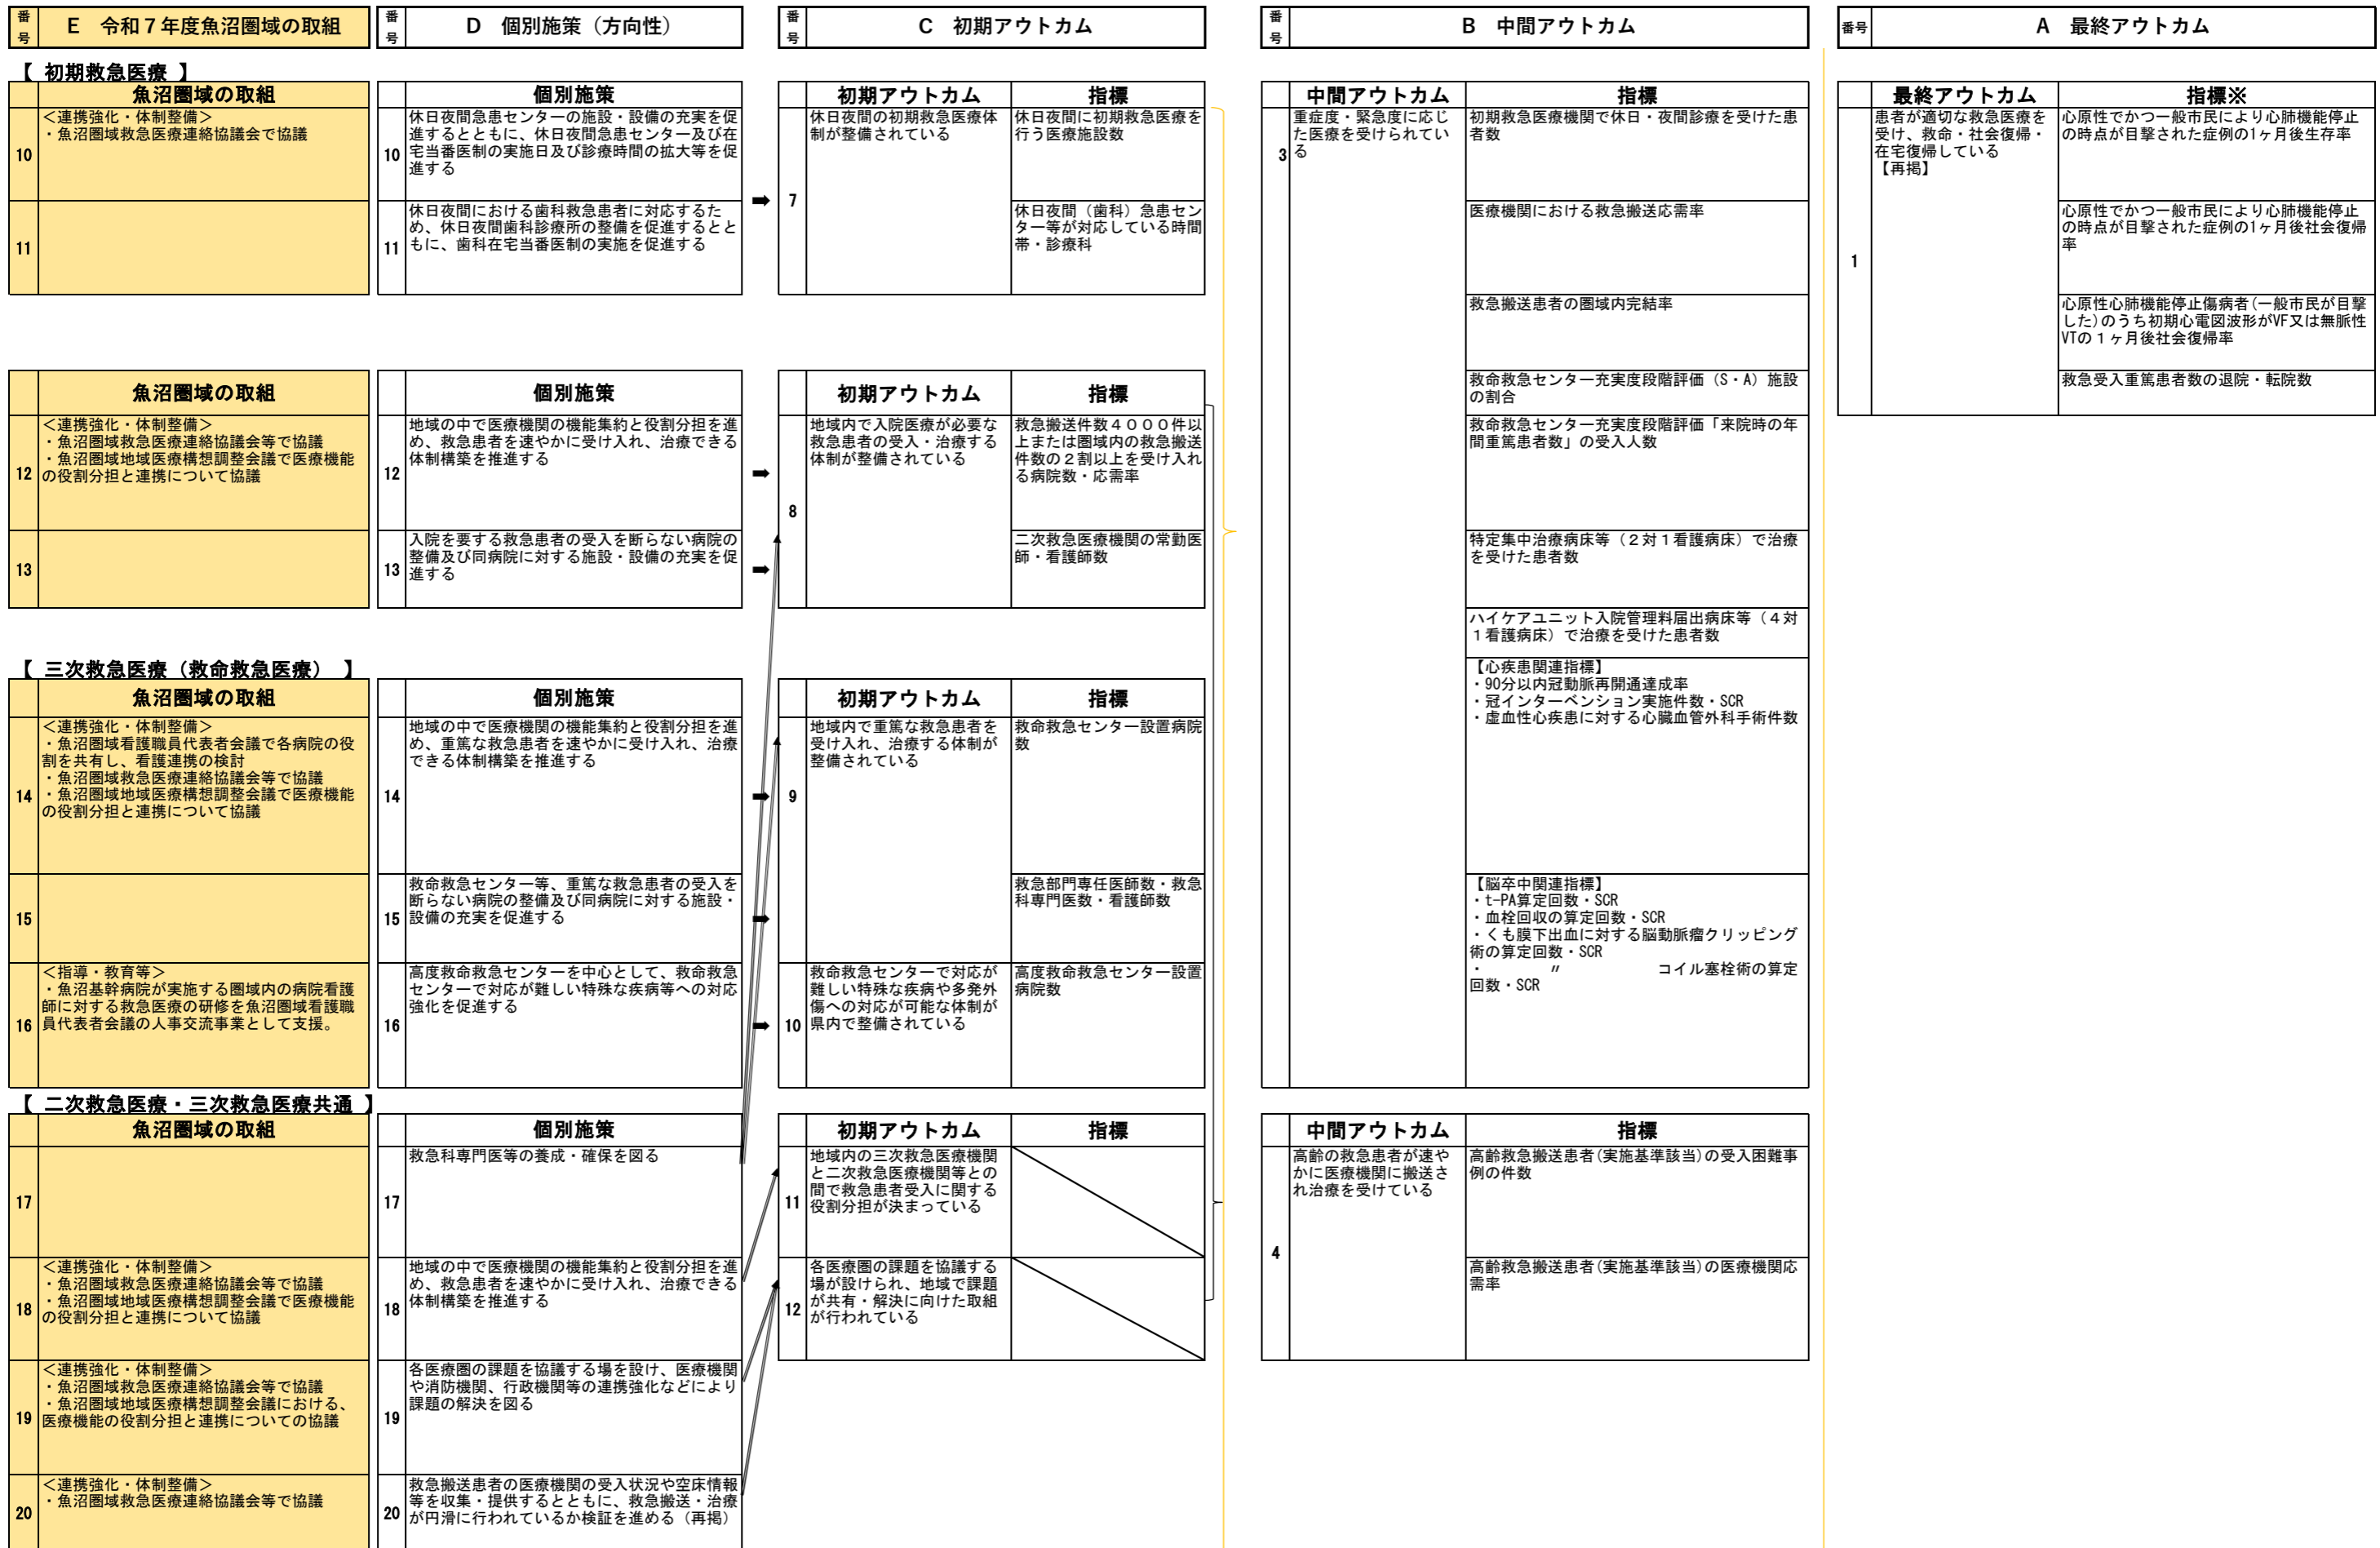 番号
E　令和７年度魚沼圏域の取組
番号
D　個別施策（方向性）
番号
C　初期アウトカム
番号
B　中間アウトカム
番号
A　最終アウトカム
【 初期救急医療 】
魚沼圏域の取組
10
＜連携強化・体制整備＞
・魚沼圏域救急医療連絡協議会で協議
11
個別施策
10
休日夜間急患センターの施設・設備の充実を促
進するとともに、休日夜間急患センター及び在
宅当番医制の実施日及び診療時間の拡大等を促
進する
11
休日夜間における歯科救急患者に対応するた
め、休日夜間歯科診療所の整備を促進するとと
もに、歯科在宅当番医制の実施を促進する
➡
初期アウトカム
指標
7
休日夜間の初期救急医療体
制が整備されている
休日夜間に初期救急医療を
行う医療施設数
休日夜間（歯科）急患セン
ター等が対応している時間
帯・診療科
魚沼圏域の取組
12
＜連携強化・体制整備＞
・魚沼圏域救急医療連絡協議会等で協議
・魚沼圏域地域医療構想調整会議で医療機能
の役割分担と連携について協議
13
個別施策
12
地域の中で医療機関の機能集約と役割分担を進
め、救急患者を速やかに受け入れ、治療できる
体制構築を推進する
➡
13
入院を要する救急患者の受入を断らない病院の
整備及び同病院に対する施設・設備の充実を促
進する
➡
初期アウトカム
指標
8
地域内で入院医療が必要な
救急患者の受入・治療する
体制が整備されている
救急搬送件数４０００件以
上または圏域内の救急搬送
件数の２割以上を受け入れ
る病院数・応需率
二次救急医療機関の常勤医
師・看護師数
【 三次救急医療（救命救急医療） 】
魚沼圏域の取組
14
＜連携強化・体制整備＞
・魚沼圏域看護職員代表者会議で各病院の役
割を共有し、看護連携の検討
・魚沼圏域救急医療連絡協議会等で協議
・魚沼圏域地域医療構想調整会議で医療機能
の役割分担と連携について協議
15
16
＜指導・教育等＞
・魚沼基幹病院が実施する圏域内の病院看護
師に対する救急医療の研修を魚沼圏域看護職
員代表者会議の人事交流事業として支援。
個別施策
14
地域の中で医療機関の機能集約と役割分担を進
め、重篤な救急患者を速やかに受け入れ、治療
できる体制構築を推進する
➡
15
救命救急センター等、重篤な救急患者の受入を
断らない病院の整備及び同病院に対する施設・
設備の充実を促進する
➡
16
高度救命救急センターを中心として、救命救急
センターで対応が難しい特殊な疾病等への対応
強化を促進する
➡
初期アウトカム
指標
9
地域内で重篤な救急患者を
受け入れ、治療する体制が
整備されている
救命救急センター設置病院
数
救急部門専任医師数・救急
科専門医数・看護師数
10
救命救急センターで対応が
難しい特殊な疾病や多発外
傷への対応が可能な体制が
県内で整備されている
高度救命救急センター設置
病院数
【 二次救急医療・三次救急医療共通 】
魚沼圏域の取組
17
18
＜連携強化・体制整備＞
・魚沼圏域救急医療連絡協議会等で協議
・魚沼圏域地域医療構想調整会議で医療機能
の役割分担と連携について協議
19
＜連携強化・体制整備＞
・魚沼圏域救急医療連絡協議会等で協議
・魚沼圏域地域医療構想調整会議における、
医療機能の役割分担と連携についての協議
20
＜連携強化・体制整備＞
・魚沼圏域救急医療連絡協議会等で協議
個別施策
17
救急科専門医等の養成・確保を図る
18
地域の中で医療機関の機能集約と役割分担を進
め、救急患者を速やかに受け入れ、治療できる
体制構築を推進する
19
各医療圏の課題を協議する場を設け、医療機関
や消防機関、行政機関等の連携強化などにより
課題の解決を図る
20
救急搬送患者の医療機関の受入状況や空床情報
等を収集・提供するとともに、救急搬送・治療
が円滑に行われているか検証を進める（再掲）
初期アウトカム
指標
11
地域内の三次救急医療機関
と二次救急医療機関等との
間で救急患者受入に関する
役割分担が決まっている
12
各医療圏の課題を協議する
場が設けられ、地域で課題
が共有・解決に向けた取組
が行われている
中間アウトカム
指標
3
重症度・緊急度に応じ
た医療を受けられてい
る
初期救急医療機関で休日・夜間診療を受けた患
者数
医療機関における救急搬送応需率
救急搬送患者の圏域内完結率
救命救急センター充実度段階評価（S・A）施設
の割合
救命救急センター充実度段階評価「来院時の年
間重篤患者数」の受入人数
特定集中治療病床等（２対１看護病床）で治療
を受けた患者数
ハイケアユニット入院管理料届出病床等（４対
１看護病床）で治療を受けた患者数
【心疾患関連指標】
・90分以内冠動脈再開通達成率
・冠インターベンション実施件数・SCR
・虚血性心疾患に対する心臓血管外科手術件数
【脳卒中関連指標】
・t-PA算定回数・SCR
・血栓回収の算定回数・SCR
・くも膜下出血に対する脳動脈瘤クリッピング
術の算定回数・SCR
・　　　　〃　　　　　　コイル塞栓術の算定
回数・SCR
中間アウトカム
指標
4
高齢の救急患者が速や
かに医療機関に搬送さ
れ治療を受けている
高齢救急搬送患者(実施基準該当)の受入困難事
例の件数
高齢救急搬送患者(実施基準該当)の医療機関応
需率
最終アウトカム
指標※
1
患者が適切な救急医療を
受け、救命・社会復帰・
在宅復帰している
【再掲】
心原性でかつ一般市民により心肺機能停止
の時点が目撃された症例の1ヶ月後生存率
心原性でかつ一般市民により心肺機能停止
の時点が目撃された症例の1ヶ月後社会復帰
率
心原性心肺機能停止傷病者(一般市民が目撃
した)のうち初期心電図波形がVF又は無脈性
VTの１ヶ月後社会復帰率
救急受入重篤患者数の退院・転院数